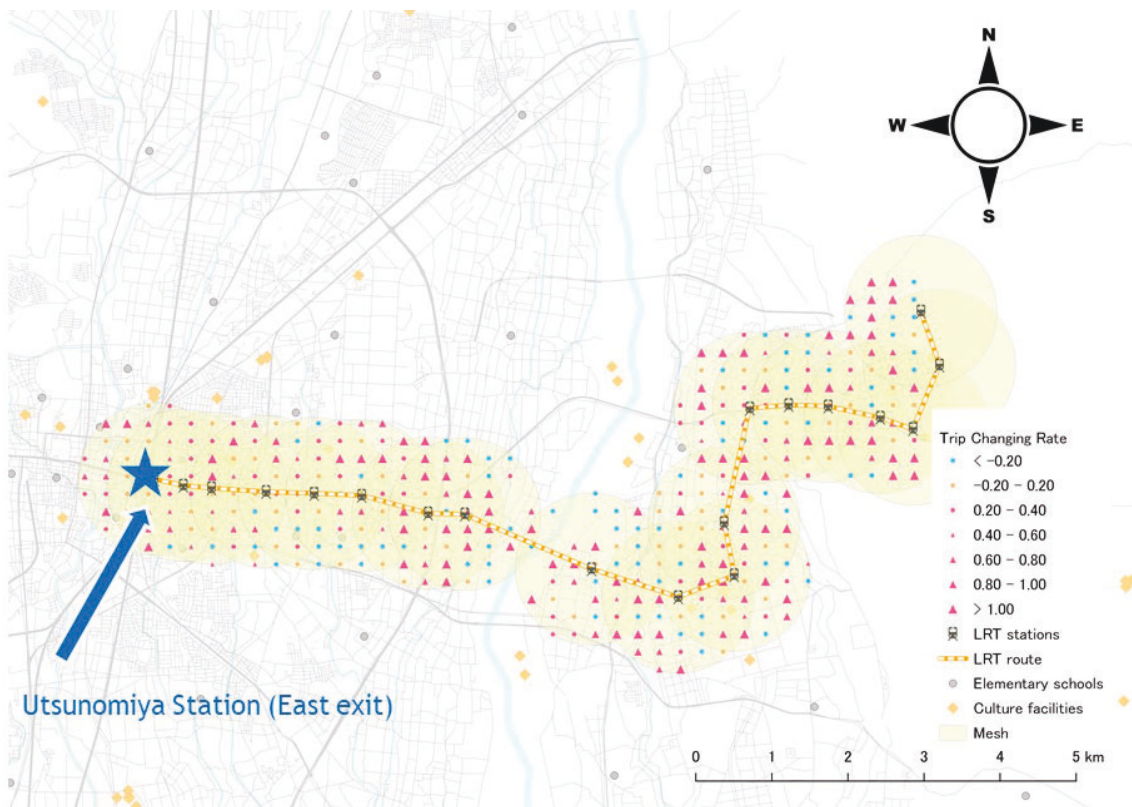 N
W
E
S
Trip Changing Rate
< -0.20
-0.20 - 0.20
0.20 - 0.40
0.40 - 0.60
0.60 - 0.80
0.80 - 1.00
> 1.00
LRT stations
LRT route
Elementary schools
Culture facilities
Mesh
Utsunomiya Station (East exit)
0 1 2 3 4 5 km